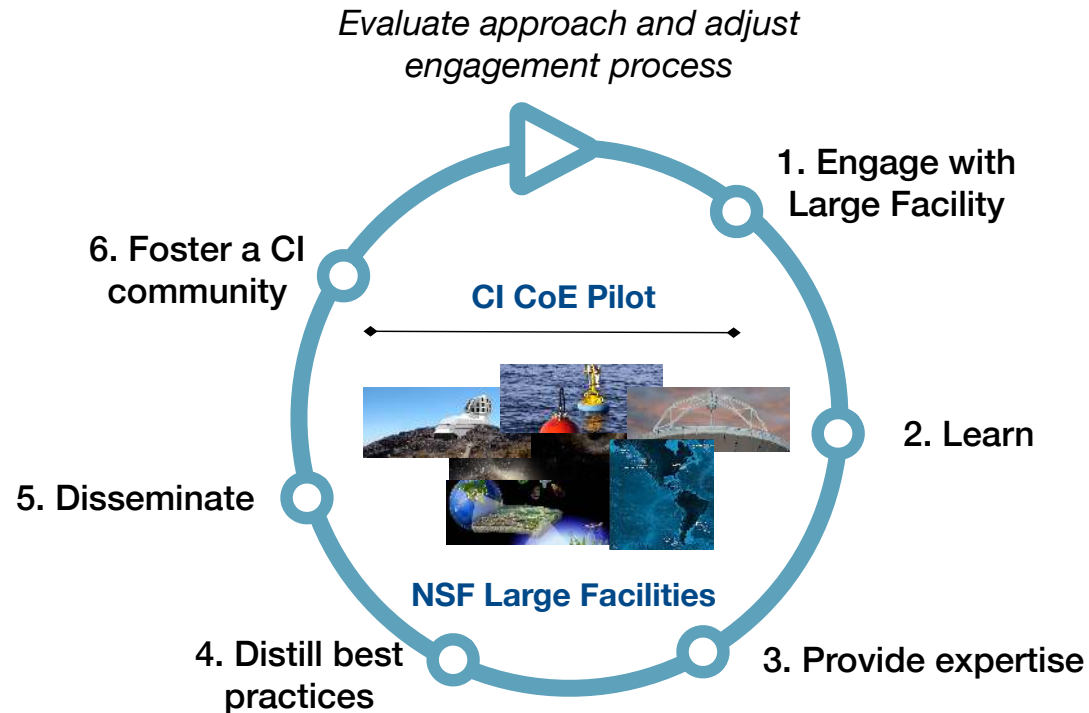 Evaluate approach and adjust
engagement process
1. Engage with
Large Facility
2. Learn
3. Provide expertise
4. Distill best
practices
5. Disseminate
6. Foster a CI
community
CI CoE Pilot
NSF Large Facilities